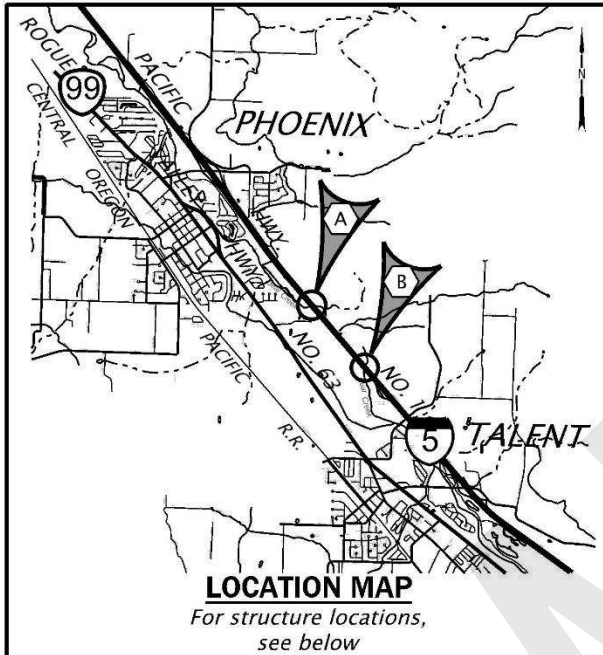 ROGUE
99
PACIFIC
N
CENTRAL
PHOENIX
OREGON
HWY.
A
B
HWY.
PACIFIC
NO. 63
NO. 1
R.R.
5
TALENT
LOCATION MAP
For structure locations,
see below